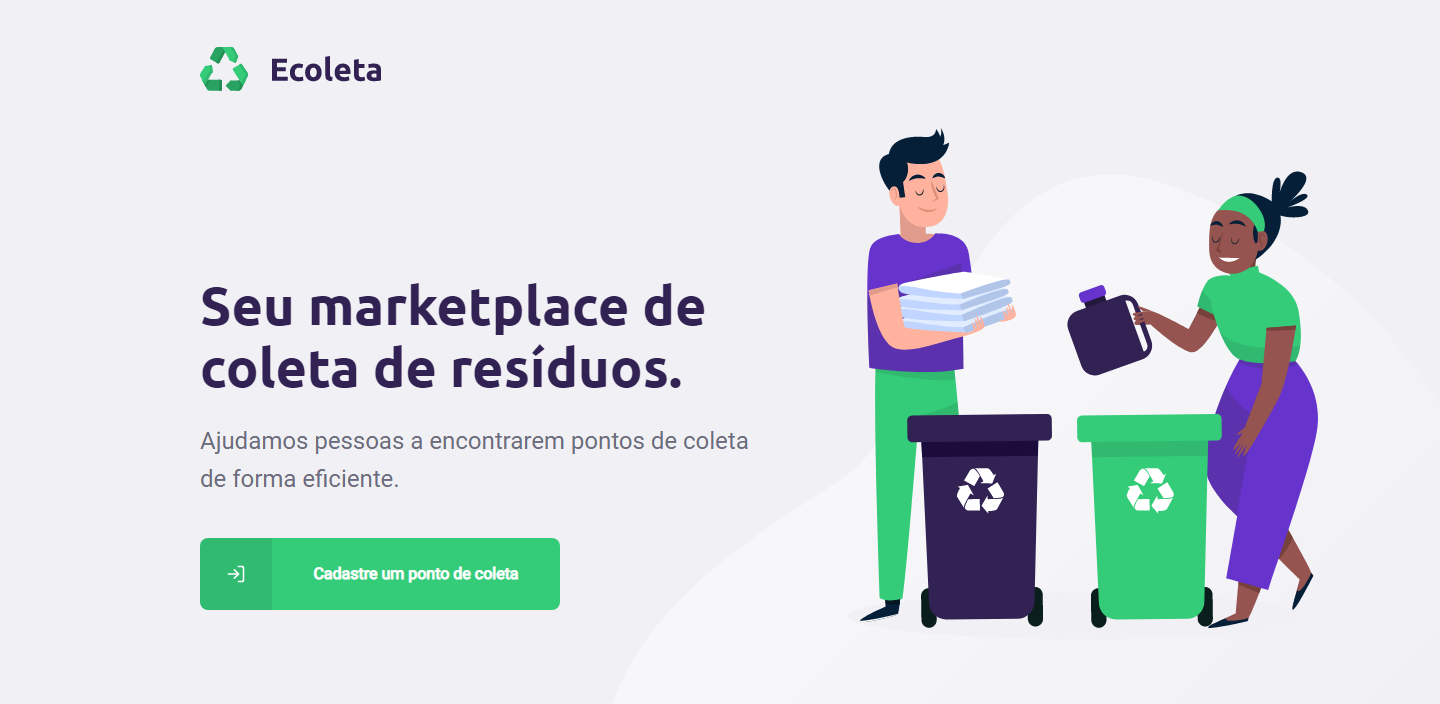 Ecoleta
Seu marketplace de
coleta de resíduos.
Ajudamos pessoas a encontrarem pontos de coleta
de forma eficiente.
Cadastre um ponto de coleta